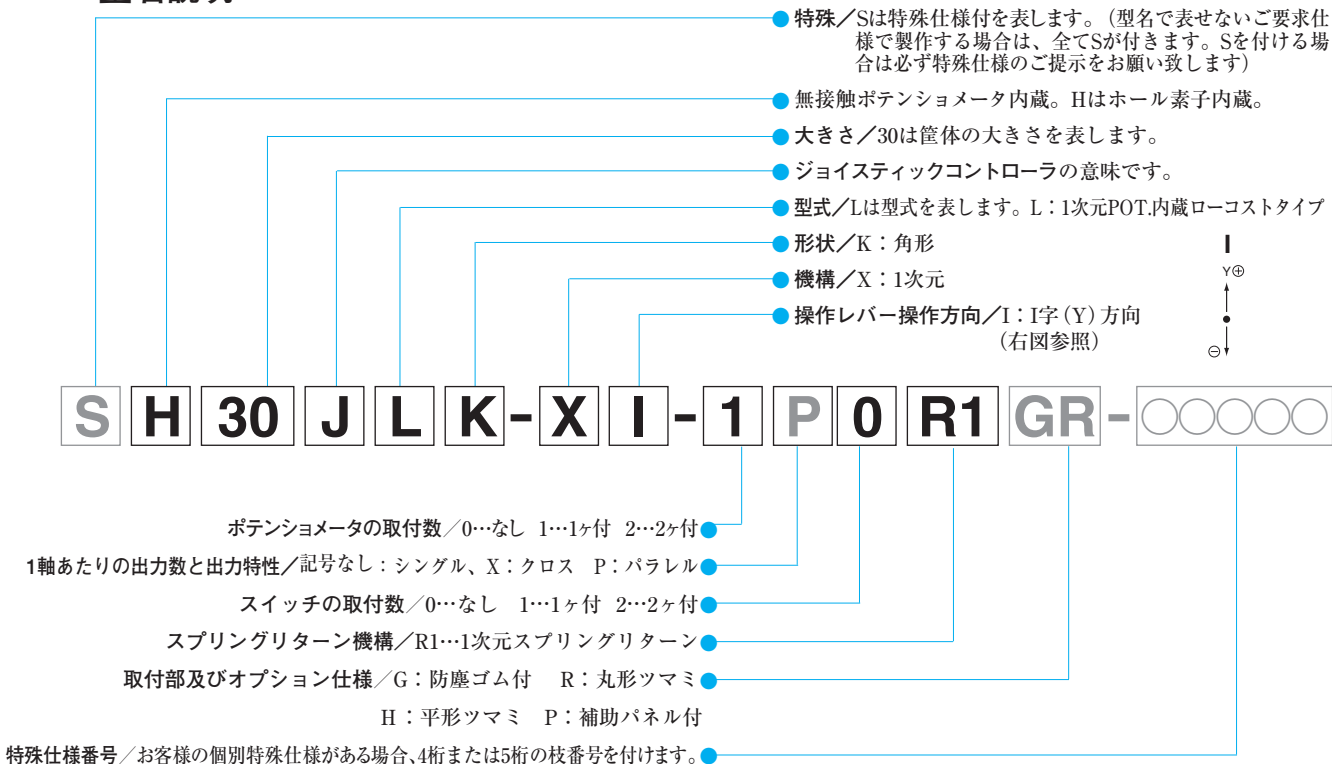 ● 特殊／Sは特殊仕様付を表します。（型名で表せないご要求仕
様で製作する場合は、全てSが付きます。Sを付ける場
合は必ず特殊仕様のご提示をお願い致します）
● 無接触ポテンショメータ内蔵。Hはホール素子内蔵。
● 大きさ／30は筐体の大きさを表します。
● ジョイスティックコントローラの意味です。
● 型式／Lは型式を表します。L：1次元POT.内蔵ローコストタイプ
● 形状／K：角形
● 機構／X：1次元
● 操作レバー操作方向／I：I字（Y）方向
（右図参照）
I
Y⊕
⊖
S H 30 J L K-X I-1 P 0 R1 GR-○○○○○
ポテンショメータの取付数／0…なし 1…1ヶ付 2…2ヶ付●
1軸あたりの出力数と出力特性／記号なし：シングル、X：クロス P：パラレル●
スイッチの取付数／0…なし 1…1ヶ付 2…2ヶ付●
スプリングリターン機構／R1…1次元スプリングリターン●
取付部及びオプション仕様／G：防塵ゴム付 R：丸形ツマミ●
H：平形ツマミ P：補助パネル付
特殊仕様番号／お客様の個別特殊仕様がある場合、4桁または5桁の枝番号を付けます。●